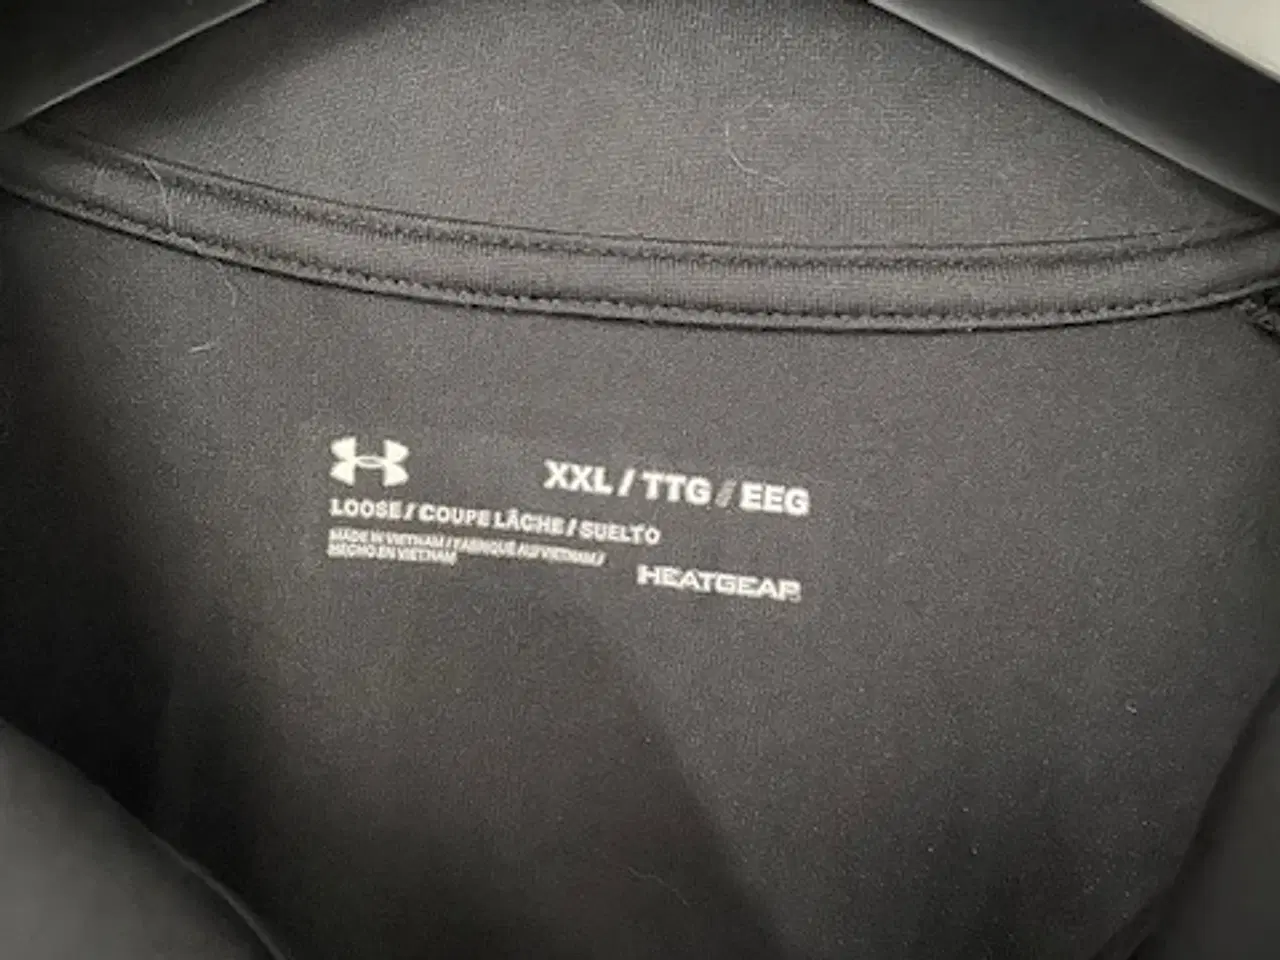 XXL / TTG / EEG
LOOSE / COUPE LÂCHE / SUELTO
MADE IN VIETNAM / FABRIQUÉ AU VIETNAM /
HECHO EN VIETNAM
HEATGEAR